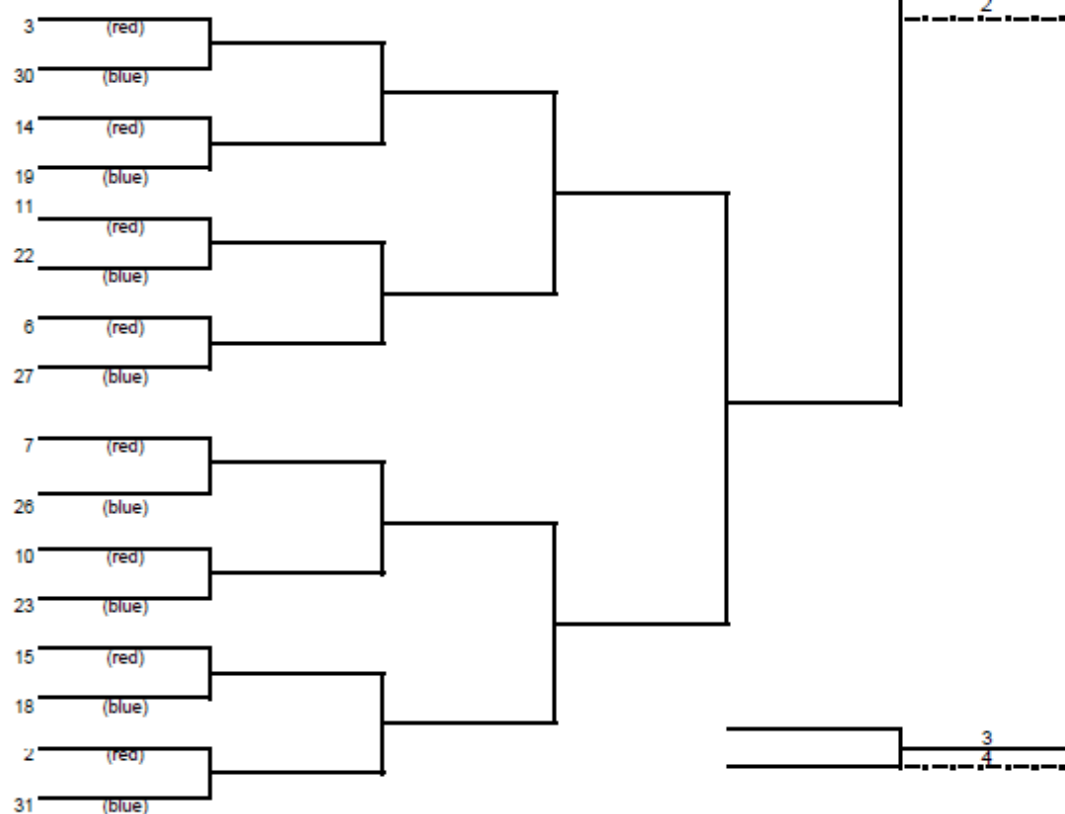 2
3 (red)
30 (blue)
14 (red)
19 (blue)
11 (red)
22 (blue)
6 (red)
27 (blue)
7 (red)
26 (blue)
10 (red)
23 (blue)
15 (red)
18 (blue)
3
2 (red)
4
31 (blue)